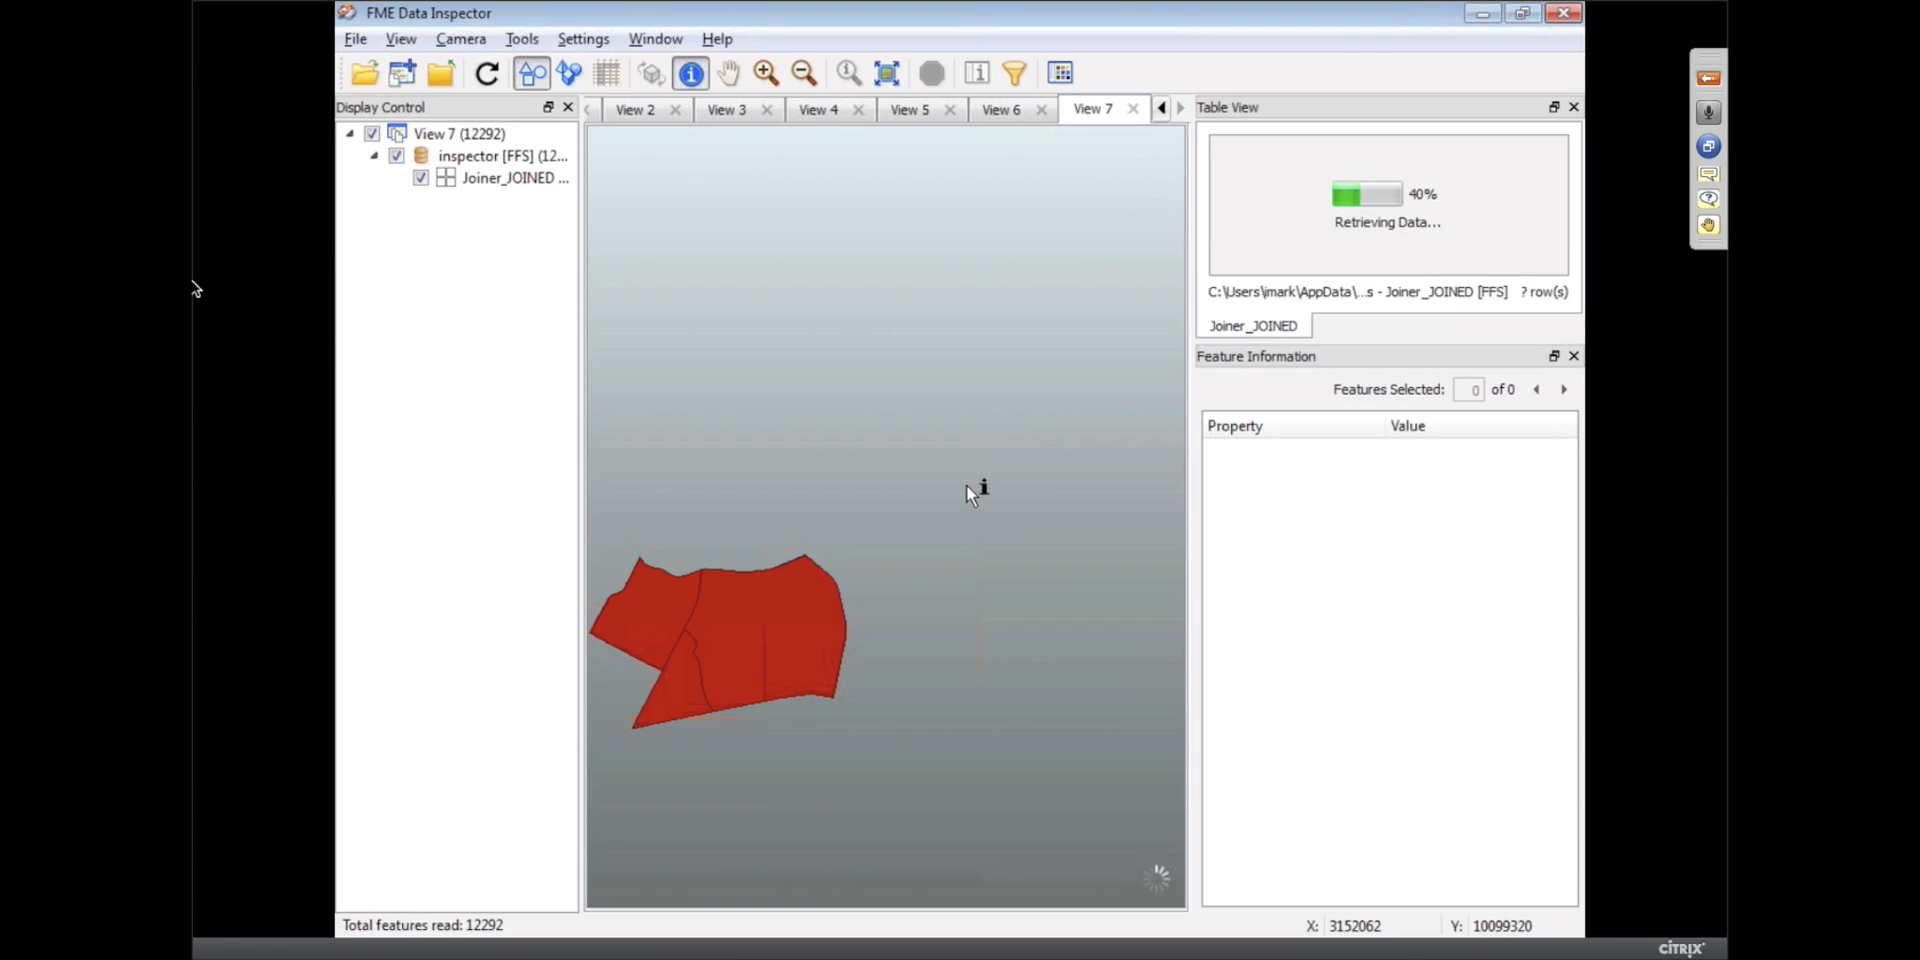 FME Data Inspector
File View Camera Tools Settings Window Help
Display Control
View 7 (12292)
inspector [FFS] (12...
Joiner_JOINED ...
View 2 View 3 View 4 View 5 View 6 View 7
Table View
40%
Retrieving Data...
C:\Users\imark\AppData\...s - Joiner_JOINED [FFS] ? row(s)
Joiner_JOINED
Feature Information
Features Selected: 0 of 0
Property Value
Total features read: 12292
X: 3152062 Y: 10099320
CITRIX